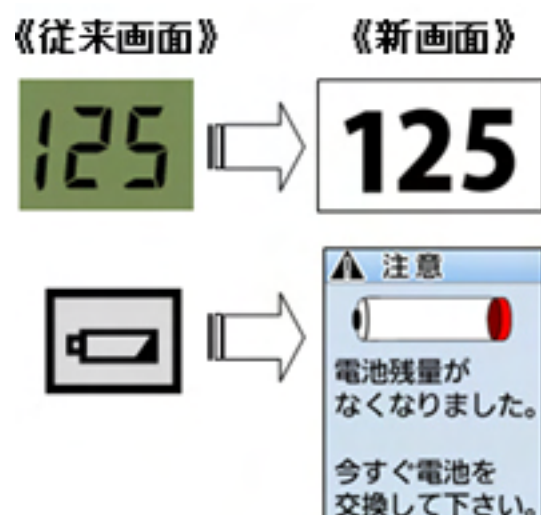 《従来画面》
《新画面》
125
125
注意
電池残量が
なくなりました。
今すぐ電池を
交換して下さい。